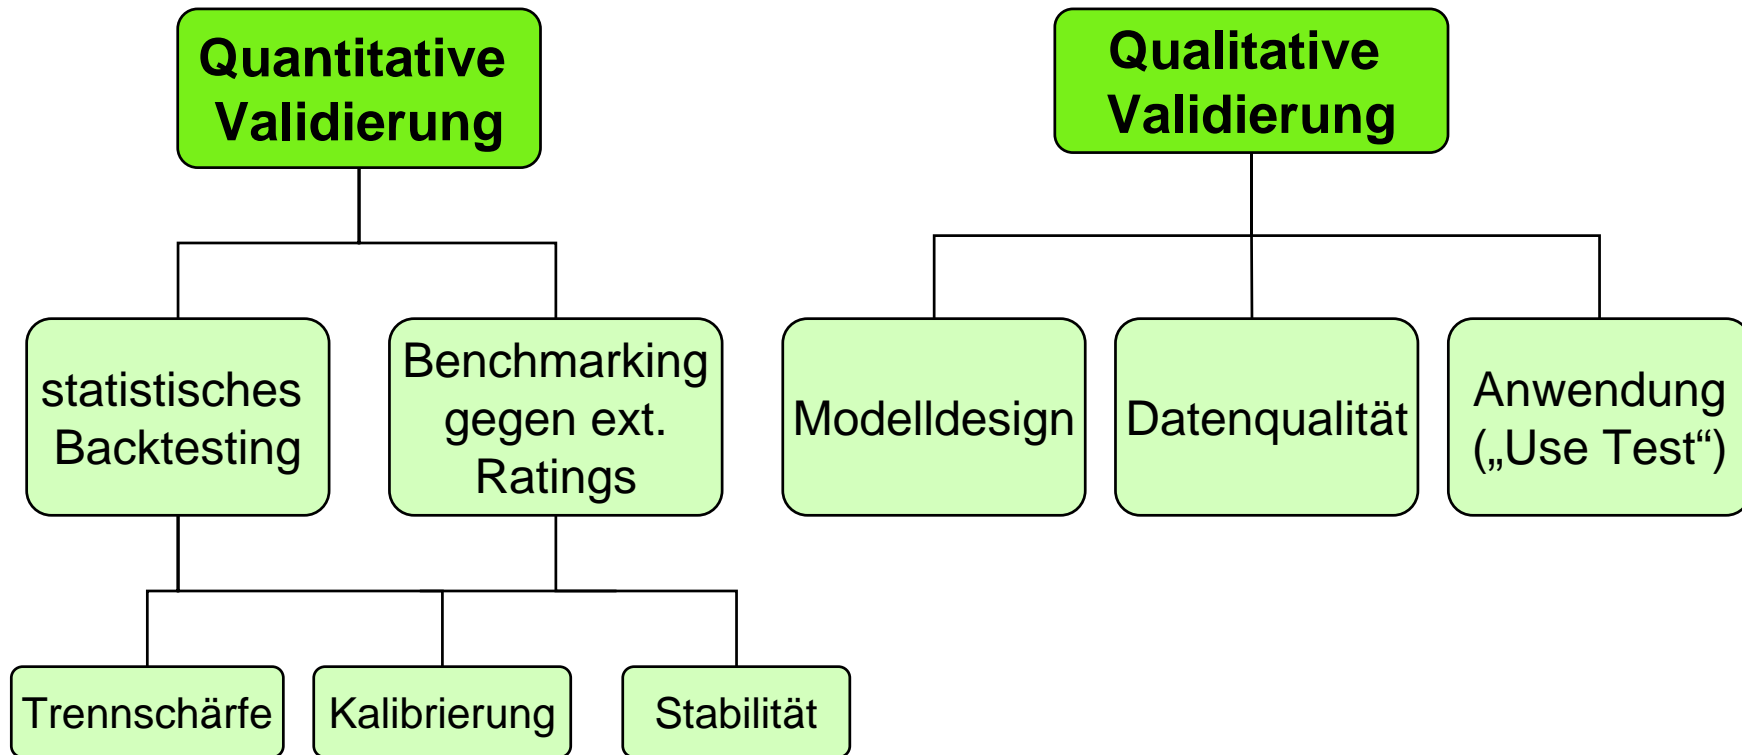 Quantitative
Validierung
Qualitative
Validierung
statistisches
Backtesting
Benchmarking
gegen ext.
Ratings
Modelldesign
Datenqualität
Anwendung
(„Use Test“)
Trennschärfe
Kalibrierung
Stabilität